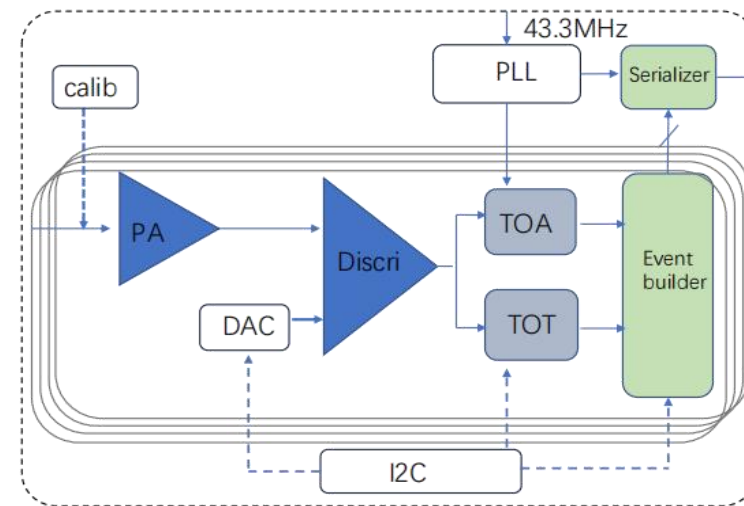 43.3MHz
PLL
Serializer
calib
PA
Discri
TOA
Event
builder
DAC
TOT
I2C